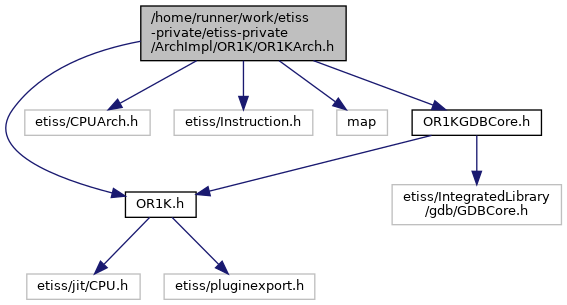 /home/runner/work/etiss
-private/etiss-private
/ArchImpl/OR1K/OR1KArch.h
etiss/CPUArch.h
etiss/Instruction.h
map
OR1KGDBCore.h
OR1K.h
etiss/IntegratedLibrary
/gdb/GDBCore.h
etiss/jit/CPU.h
etiss/pluginexport.h